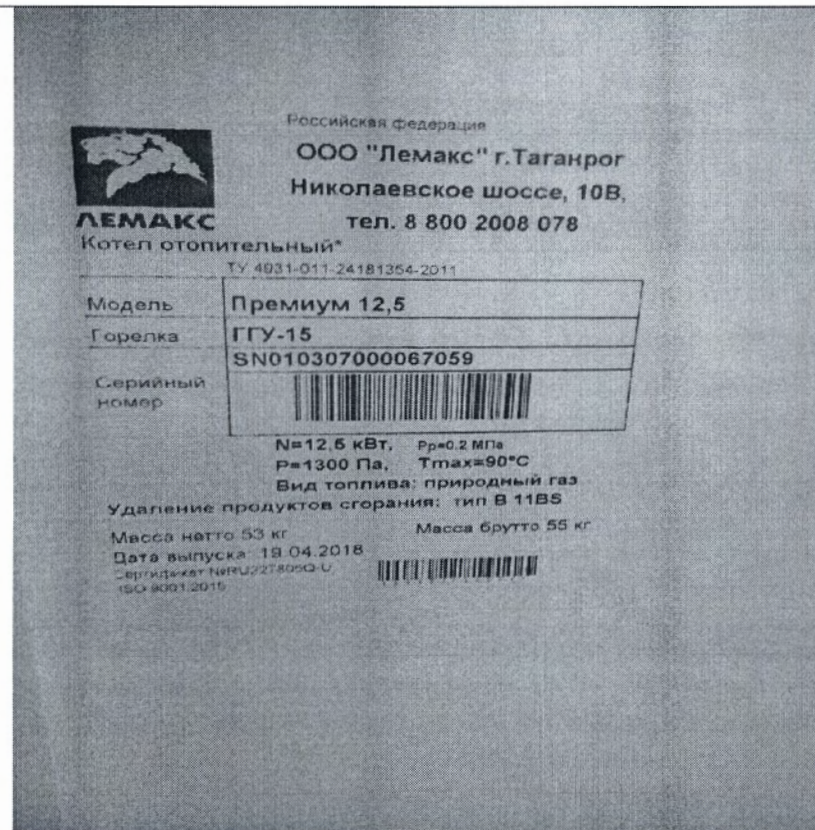 Российская федерация
ООО "Лемакс" г.Таганрог
Николаевское шоссе, 10В,
ЛЕМАКС
тел. 8 800 2008 078
Котел отопительный*
ТУ 4931-011-24181354-2011
Модель Премиум 12,5
Горелка ГГУ-15
SN010307000067059
Серийный
номер
N=12,5 кВт, Pp=0.2 МПа
P=1300 Па, Tmax=90°C
Вид топлива: природный газ
Удаление продуктов сгорания: тип В 11BS
Масса нетто 53 кг Масса брутто 55 кг
Дата выпуска: 19.04.2018
Сертификат
ISO 9001:2015